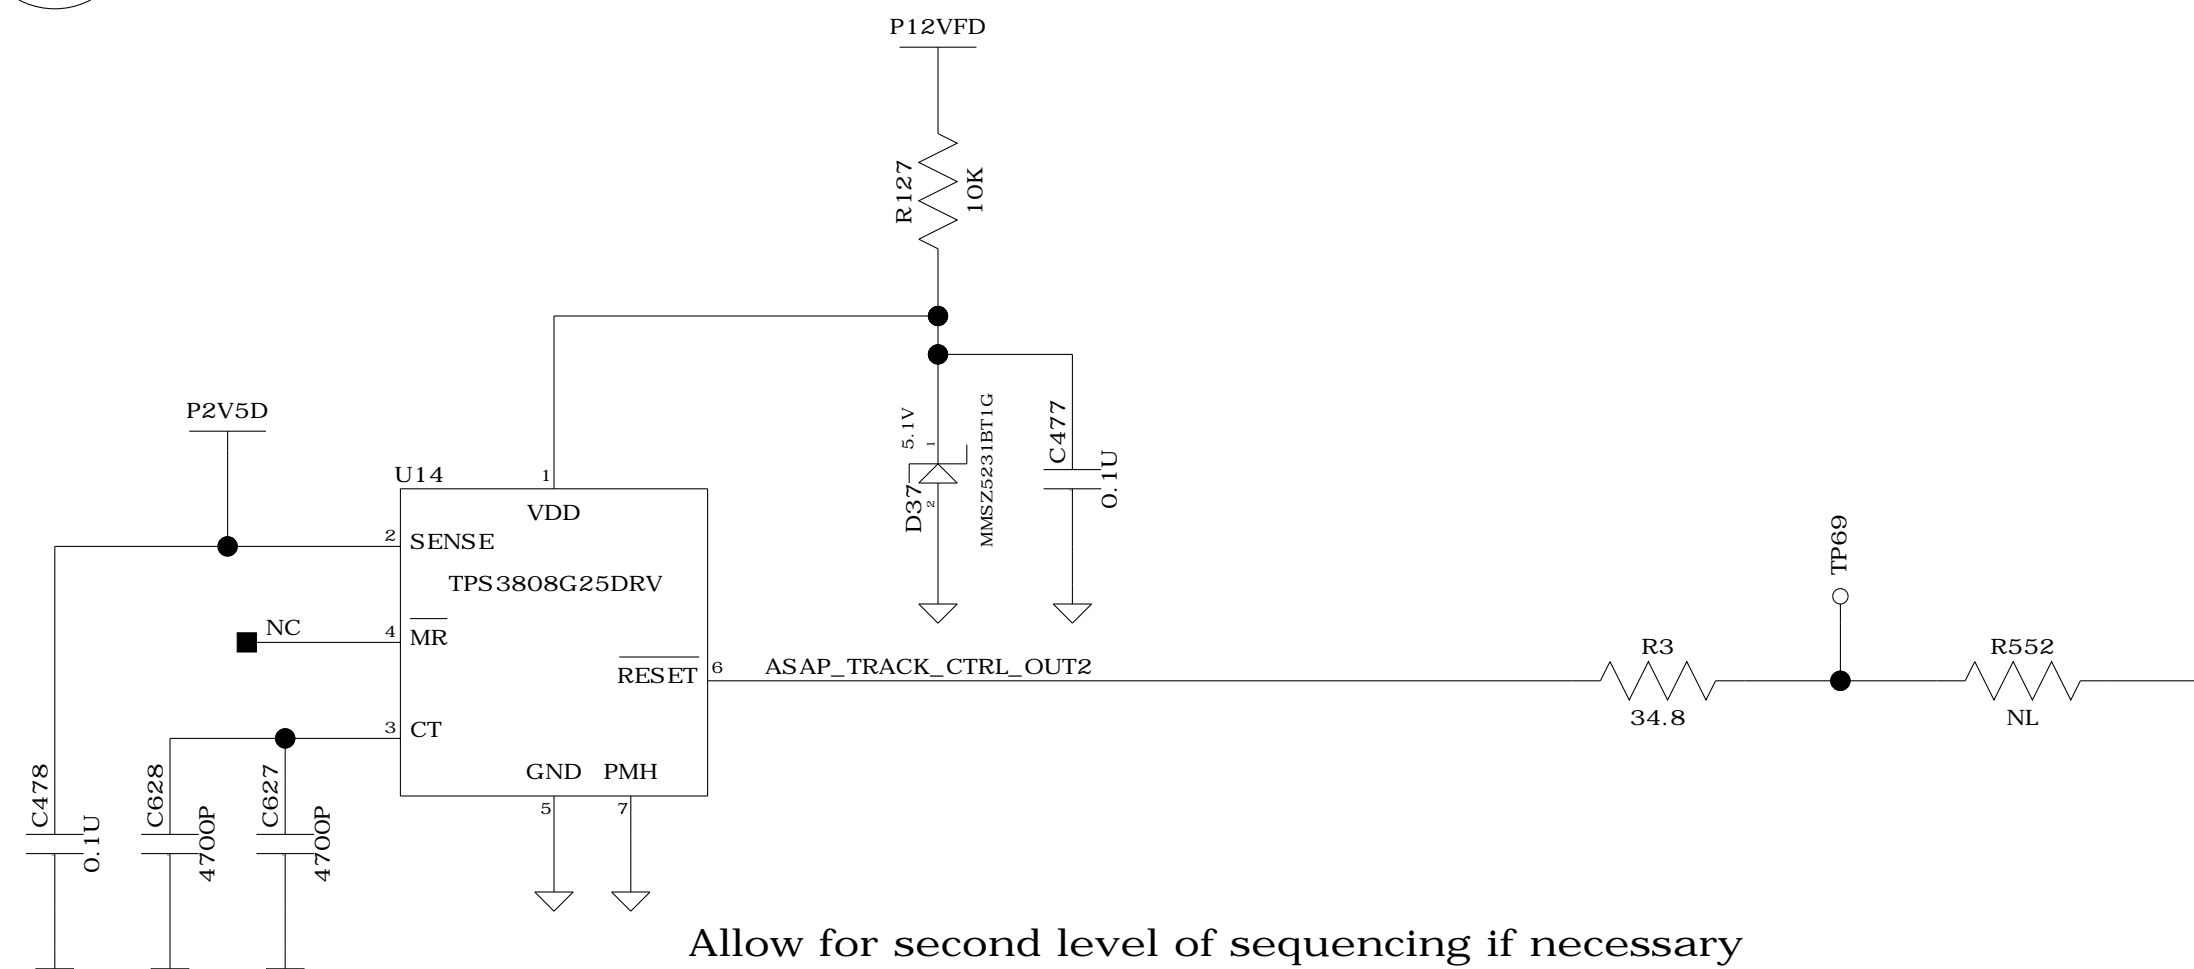 P12VFD
R127
10K
P2V5D
5.1V
1
D37
2
MMSZ5231BT1G
C477
0.1U
U14
1
VDD
2
SENSE
TPS3808G25DRV
NC
4
MR
RESET
6
ASAP_TRACK_CTRL_OUT2
3
CT
GND
PMH
5
7
TP69
R3
34.8
R552
NL
C478
0.1U
C628
4700P
C627
4700P
Allow for second level of sequencing if necessary